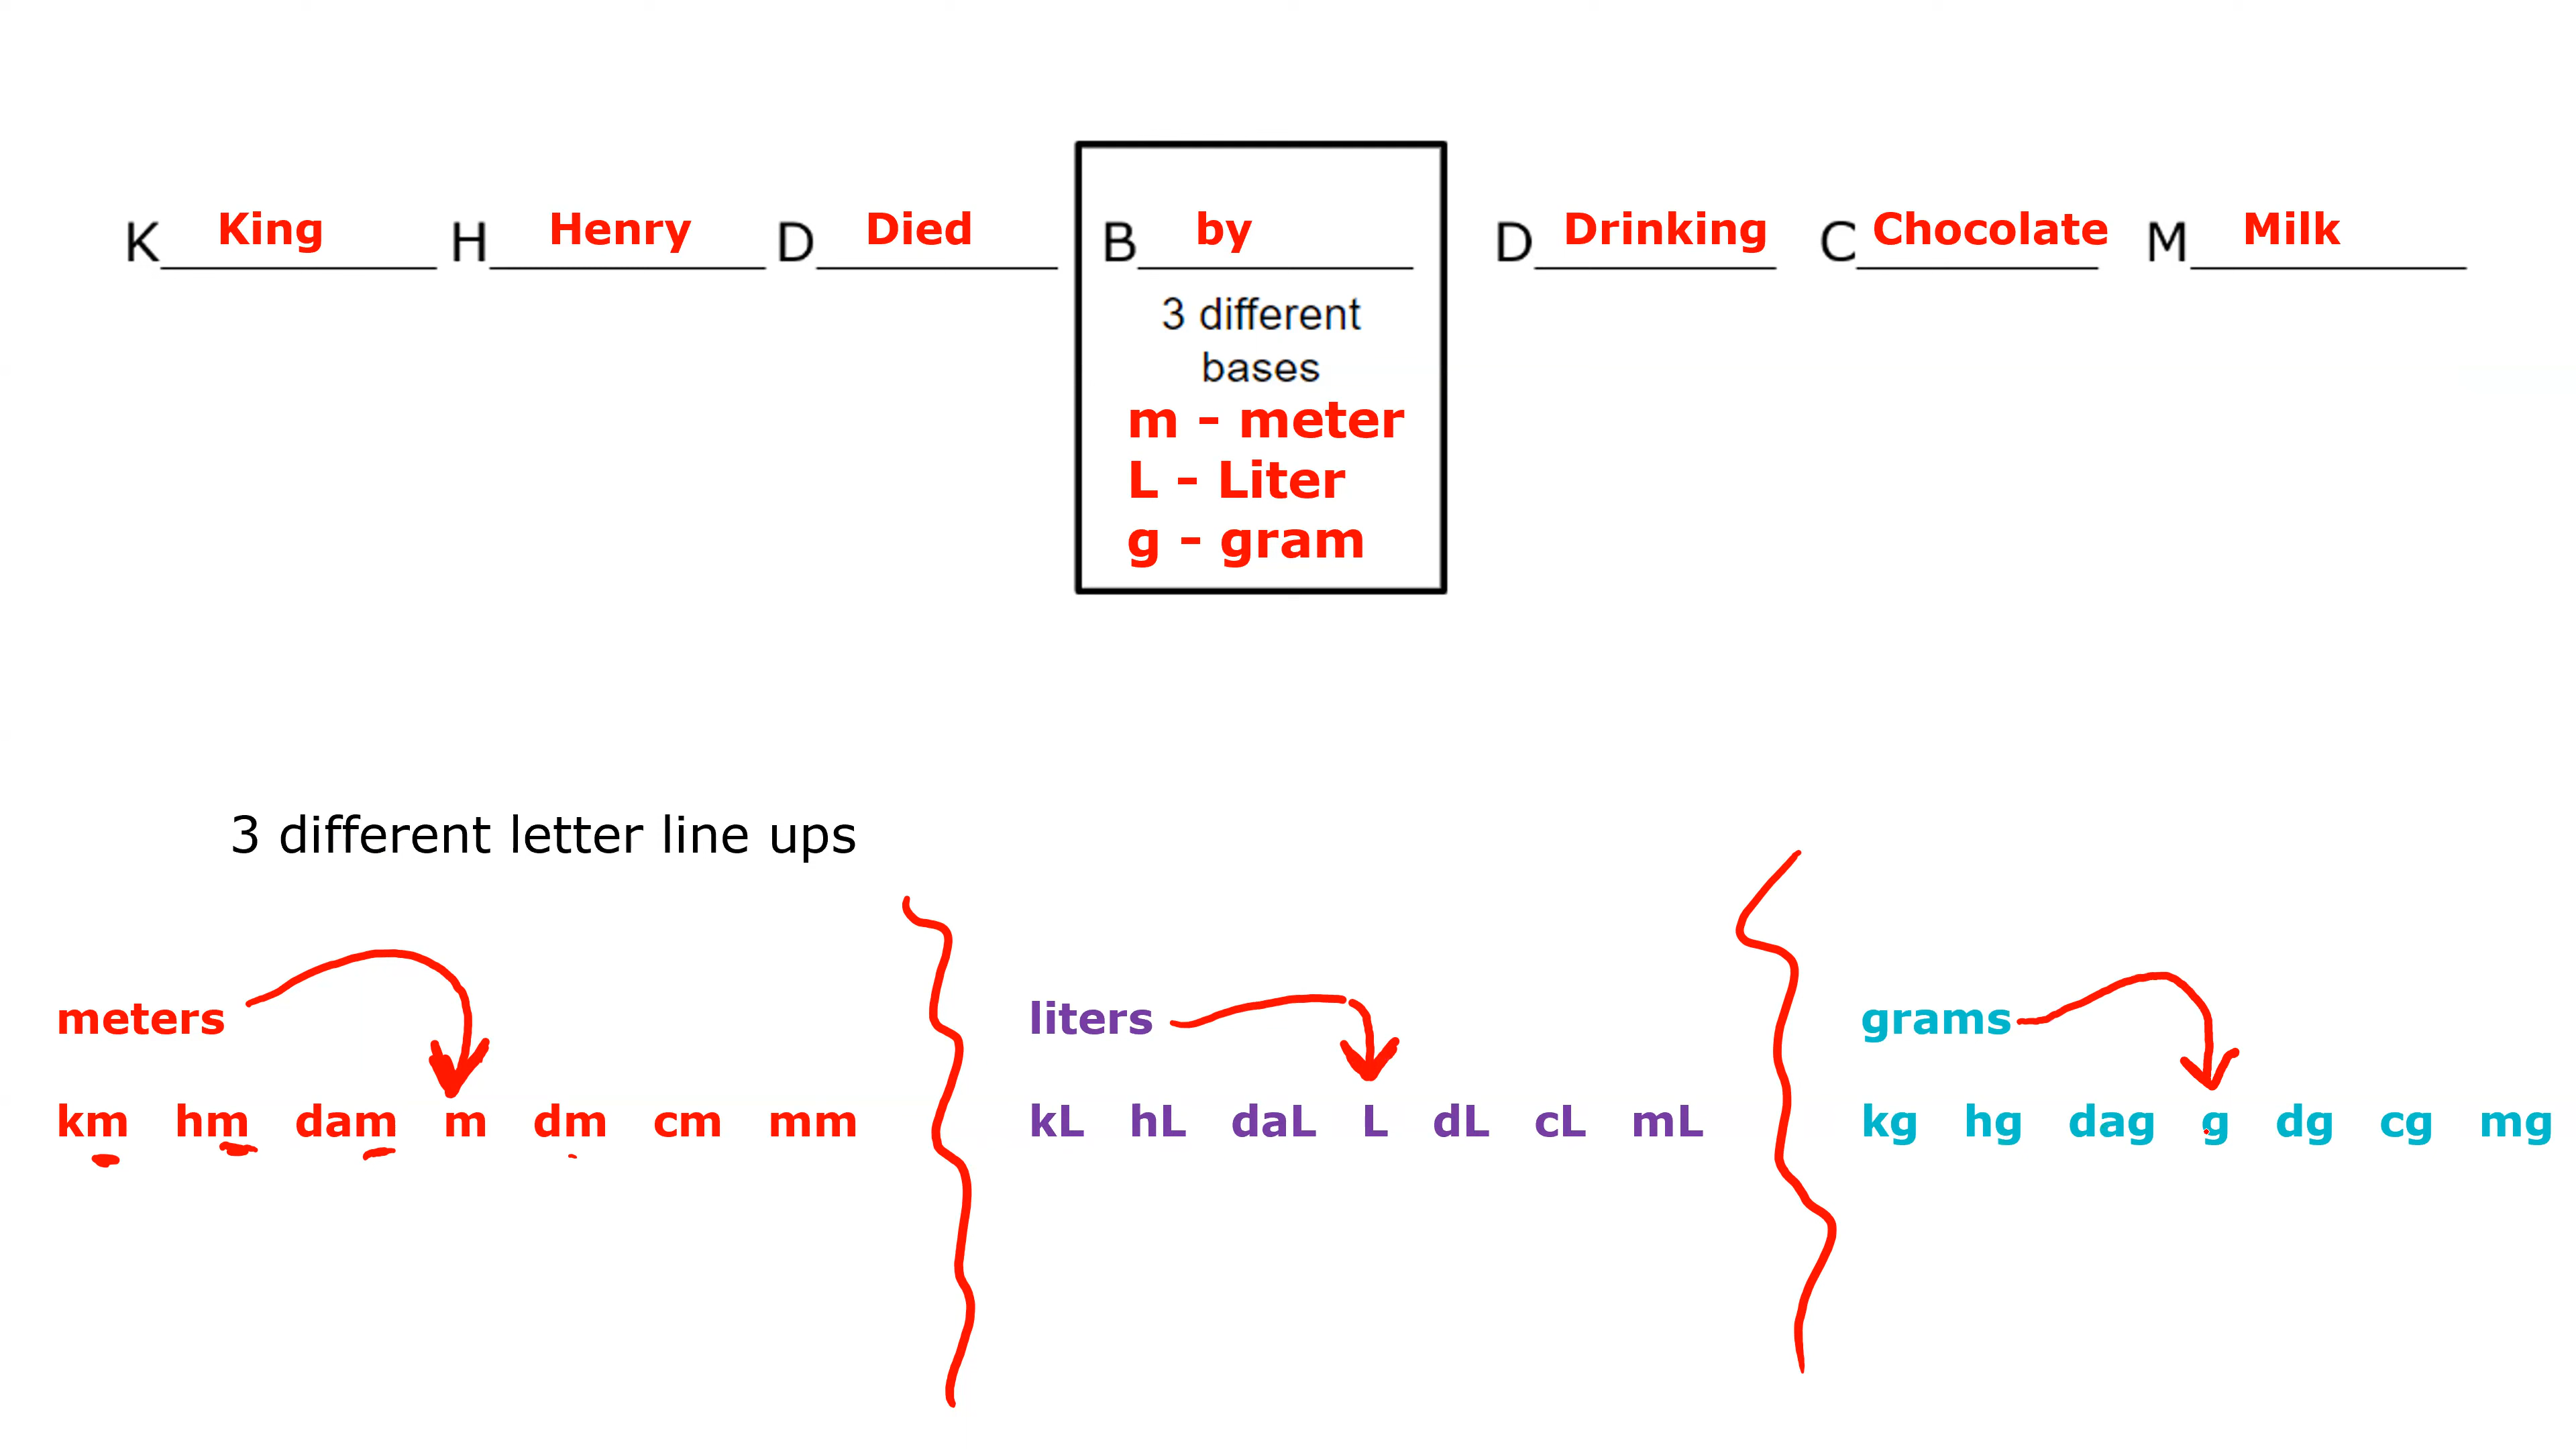 K King H Henry D Died B by D Drinking C Chocolate M Milk
3 different
bases
m - meter
L - Liter
g - gram
3 different letter line ups
meters
km hm dam m dm cm mm
liters
kL hL daL L dL cL mL
grams
kg hg dag g dg cg mg